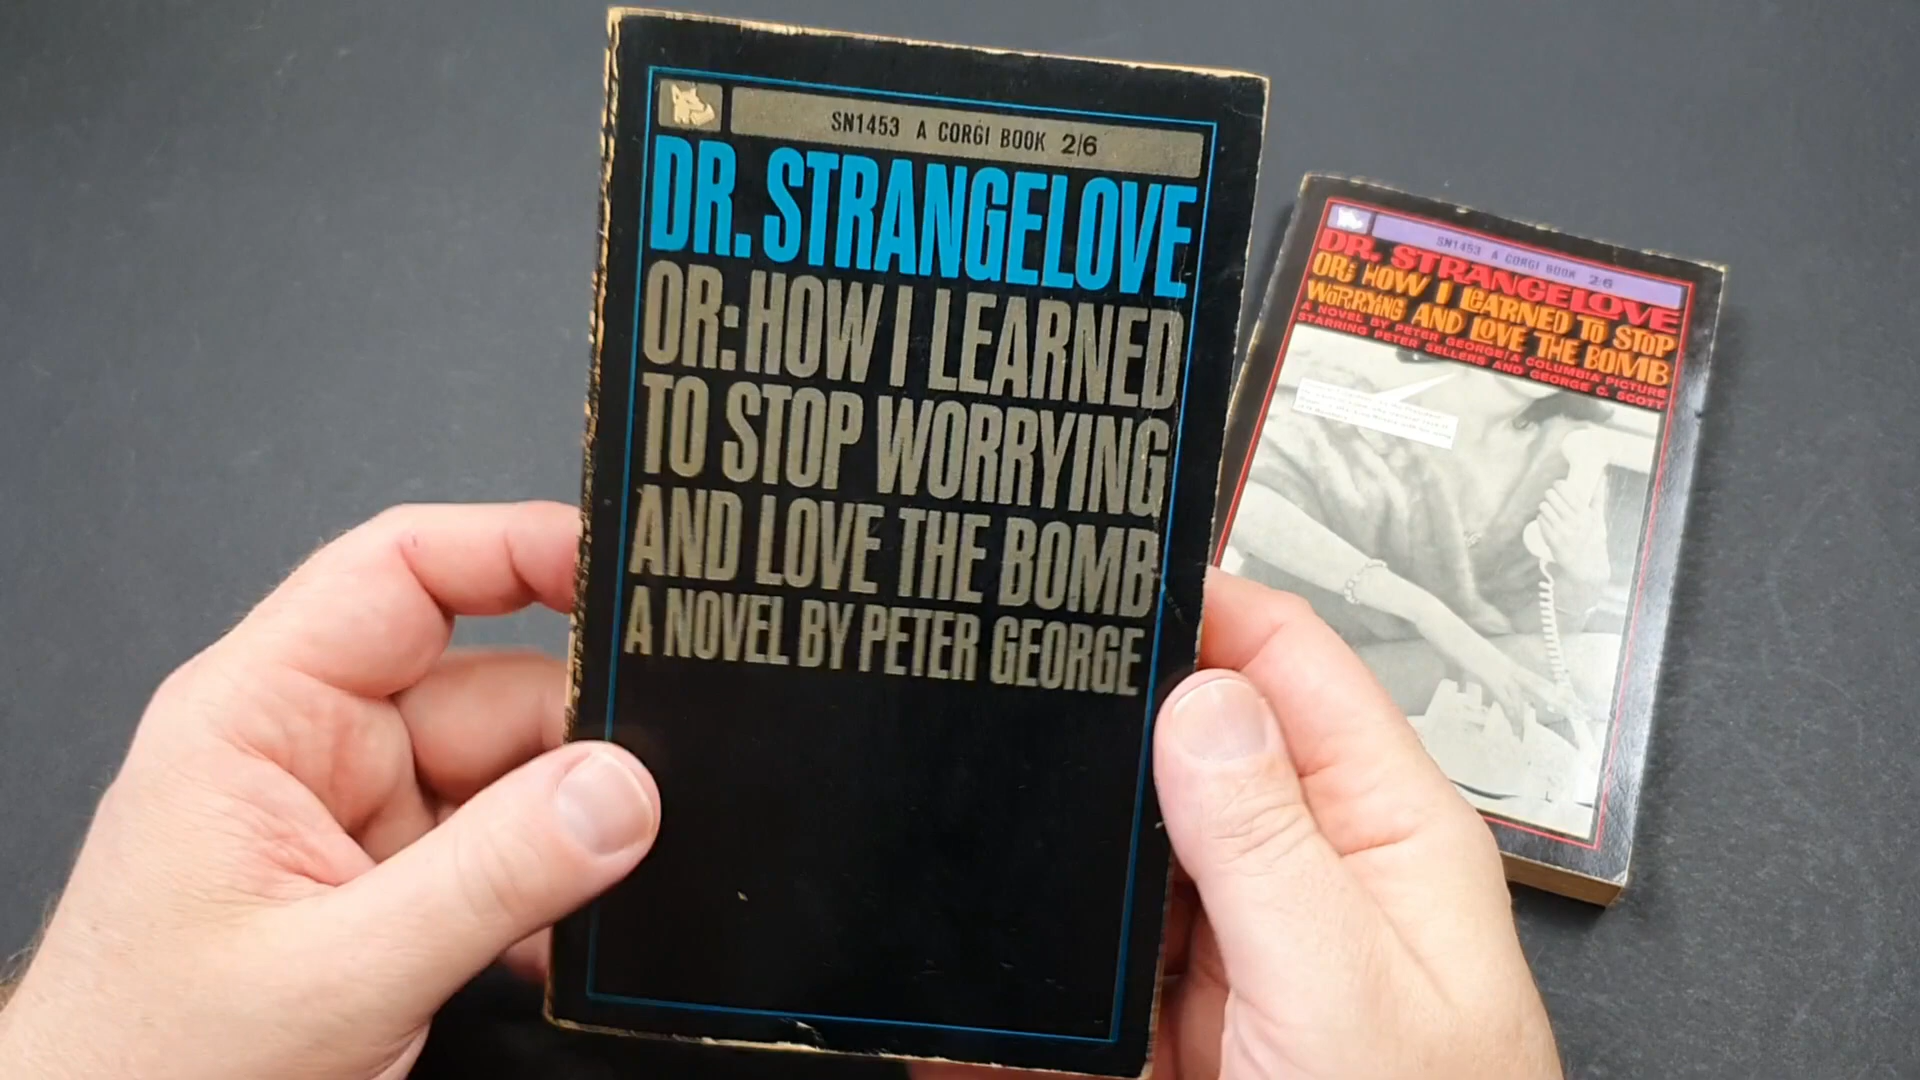 SN1453 A CORGI BOOK 2/6
DR. STRANGELOVE
OR: HOW I LEARNED
TO STOP WORRYING
AND LOVE THE BOMB
A NOVEL BY PETER GEORGE
SN1453 A CORGI BOOK 2/6
DR. STRANGELOVE
OR: HOW I LEARNED TO STOP
WORRYING AND LOVE THE BOMB
A NOVEL BY PETER GEORGE/A COLUMBIA PICTURE
STARRING PETER SELLERS AND GEORGE C. SCOTT